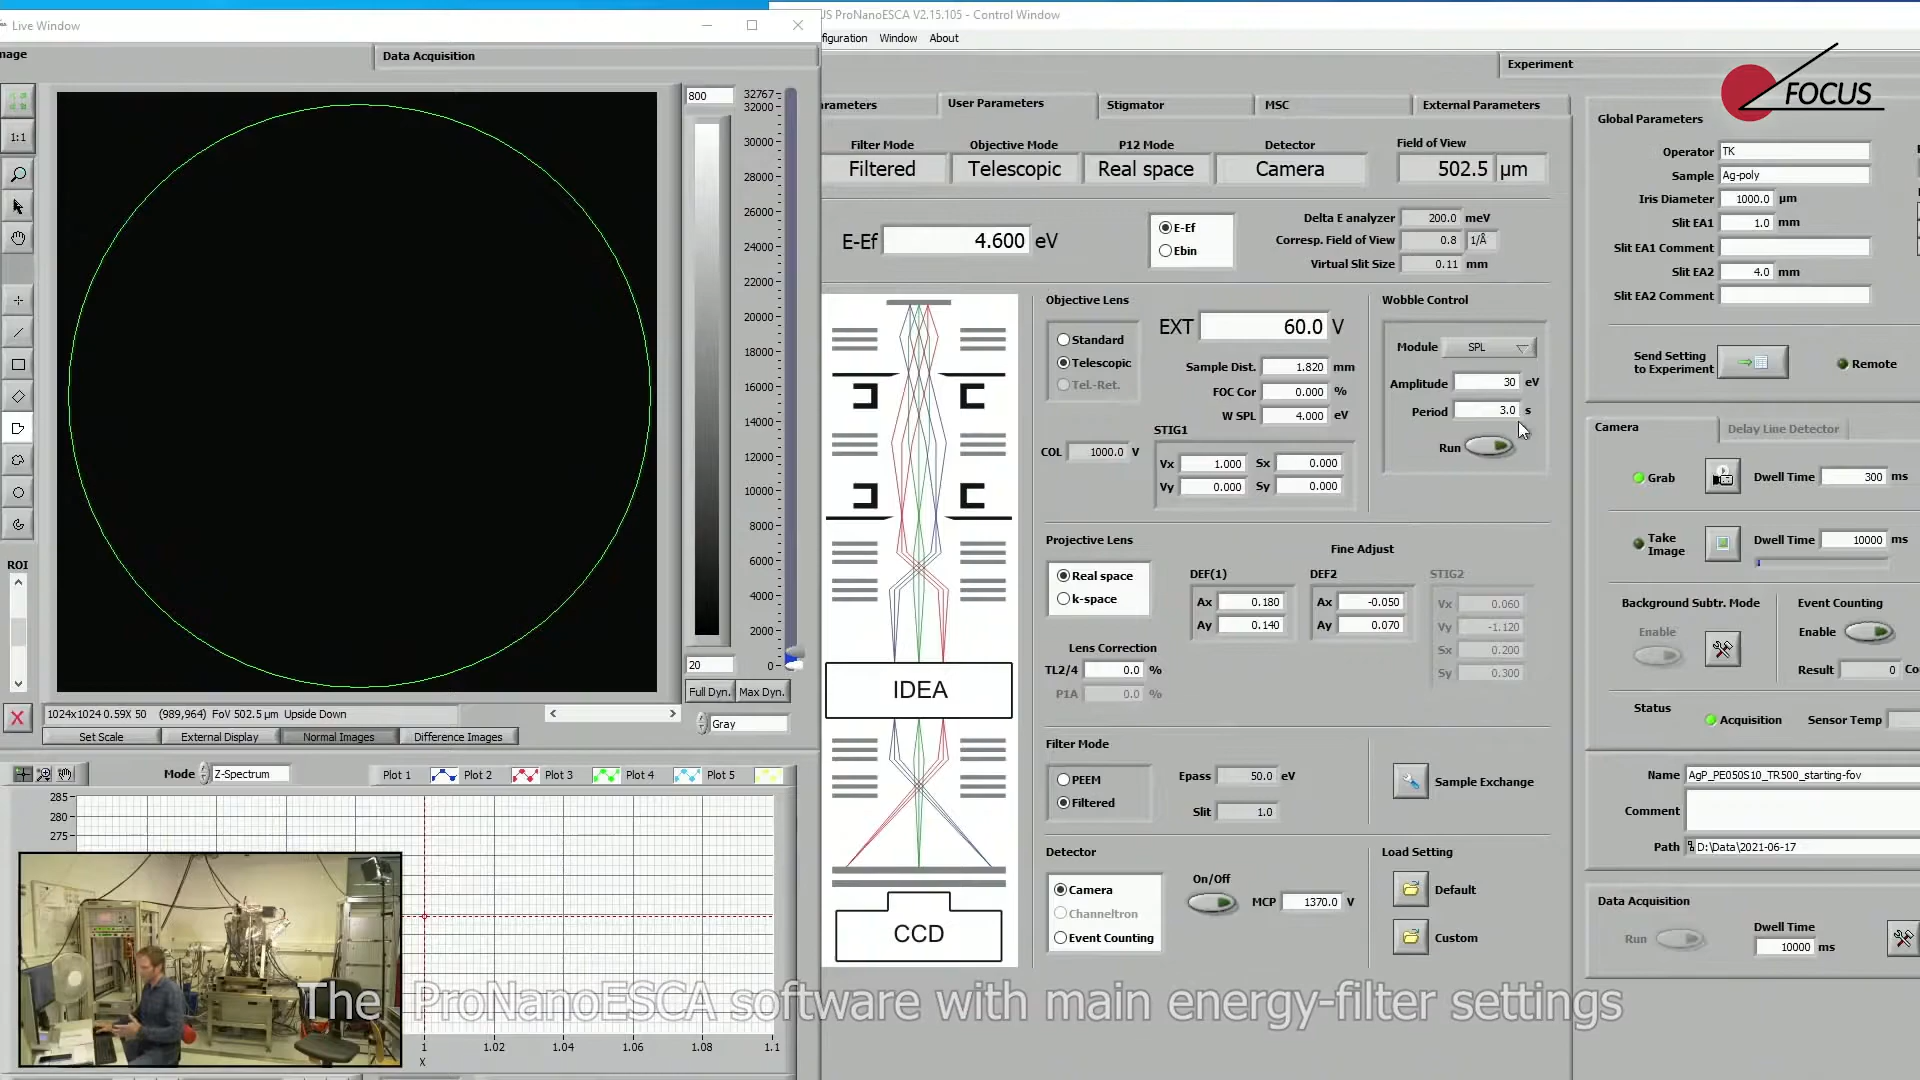 Live Window
US ProNanoESCA V2.15.105 - Control Window
figuration Window About
mage
Data Acquisition
Experiment
FOCUS
800
32767
32000
30000
28000
26000
24000
22000
20000
18000
16000
14000
12000
10000
8000
6000
4000
2000
0
20
1:1
ROI
Full Dyn. Max Dyn.
Gray
1024x1024 0.59X 50 (989,964) FoV 502.5 µm Upside Down
Set Scale External Display Normal Images Difference Images
Mode Z-Spectrum
Plot 1 Plot 2 Plot 3 Plot 4 Plot 5
285
280
275
1 1.02 1.04 1.06 1.08 1.1
X
arameters User Parameters Stigmator MSC External Parameters
Filter Mode Objective Mode P12 Mode Detector Field of View
Filtered Telescopic Real space Camera 502.5 µm
E-Ef 4.600 eV
E-Ef
Ebin
Delta E analyzer 200.0 meV
Corresp. Field of View 0.8 1/Å
Virtual Slit Size 0.11 mm
IDEA
CCD
Objective Lens
Standard
Telescopic
Tel.-Ret.
EXT 60.0 V
Sample Dist. 1.820 mm
FOC Cor 0.000 %
W SPL 4.000 eV
COL 1000.0 V
STIG1
Vx 1.000 Sx 0.000
Vy 0.000 Sy 0.000
Wobble Control
Module SPL
Amplitude 30 eV
Period 3.0 s
Run
Projective Lens
Real space
k-space
Fine Adjust
DEF(1) DEF2 STIG2
Ax 0.180
Ay 0.140
Ax -0.050
Ay 0.070
Vx 0.060
Vy -1.120
Sx 0.200
Sy 0.300
Lens Correction
TL2/4 0.0 %
P1A 0.0 %
Filter Mode
PEEM
Filtered
Epass 50.0 eV
Slit 1.0
Sample Exchange
Detector
Camera
Channeltron
Event Counting
On/Off
MCP 1370.0 V
Load Setting
Default
Custom
Global Parameters
Operator TK
Sample Ag-poly
Iris Diameter 1000.0 µm
Slit EA1 1.0 mm
Slit EA1 Comment
Slit EA2 4.0 mm
Slit EA2 Comment
Send Setting
to Experiment
Remote
Camera Delay Line Detector
Grab Dwell Time 300 ms
Take
Image
Dwell Time 10000 ms
Background Subtr. Mode Event Counting
Enable Enable
Result 0 Co
Status
Acquisition Sensor Temp
Name AgP_PE050S10_TR500_starting-fov
Comment
Path D:\Data\2021-06-17
Data Acquisition
Run
Dwell Time
10000 ms
The ProNanoESCA software with main energy-filter settings